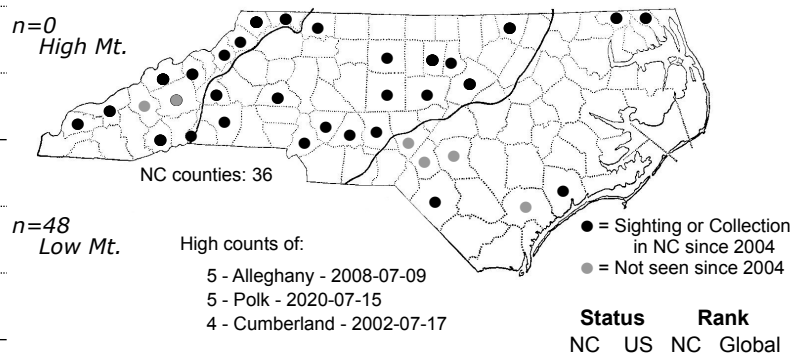 n=0
High Mt.
NC counties: 36
n=48
Low Mt.
High counts of:
5 - Alleghany - 2008-07-09
5 - Polk - 2020-07-15
4 - Cumberland - 2002-07-17
= Sighting or Collection
in NC since 2004
= Not seen since 2004
Status Rank
NC US NC Global